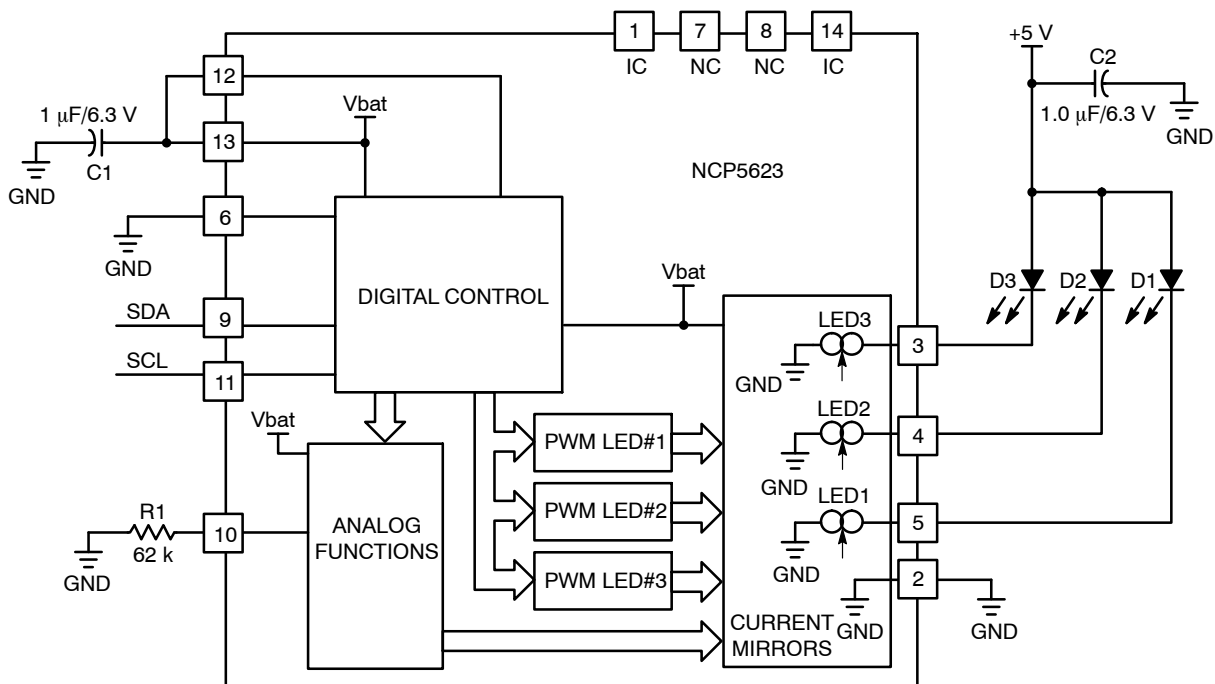 1
7
8
14
IC
NC
NC
IC
+5 V
C2
1.0 μF/6.3 V
GND
12
Vbat
1 μF/6.3 V
13
C1
GND
NCP5623
6
GND
DIGITAL CONTROL
Vbat
D3
D2
D1
SDA
9
LED3
3
GND
SCL
11
LED2
4
GND
Vbat
PWM LED#1
LED1
5
GND
R1
10
62 k
GND
ANALOG
FUNCTIONS
PWM LED#2
PWM LED#3
2
GND
GND
CURRENT
MIRRORS